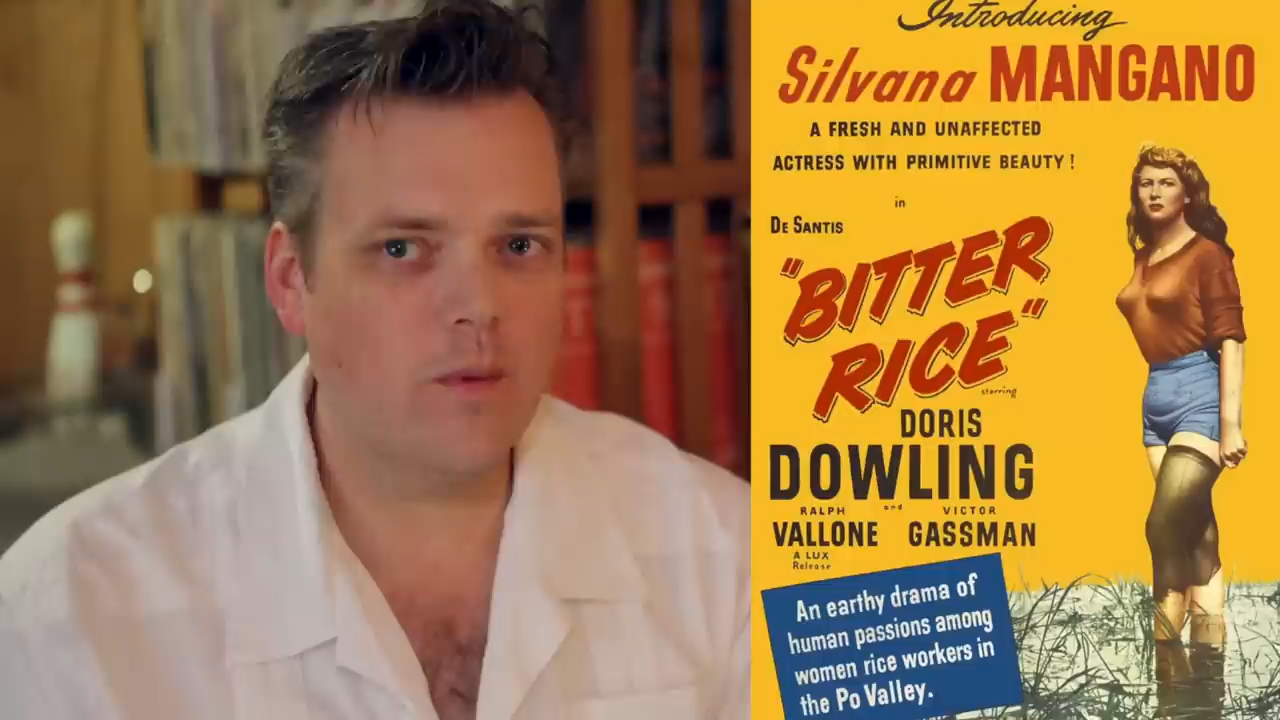 Introducing
Silvana MANGANO
A FRESH AND UNAFFECTED
ACTRESS WITH PRIMITIVE BEAUTY!
in
DE SANTIS
"BITTER
RICE"
starring
DORIS
DOWLING
RALPH and VICTOR
VALLONE GASSMAN
A LUX
Release
An earthy drama of
human passions among
women rice workers in
the Po Valley.